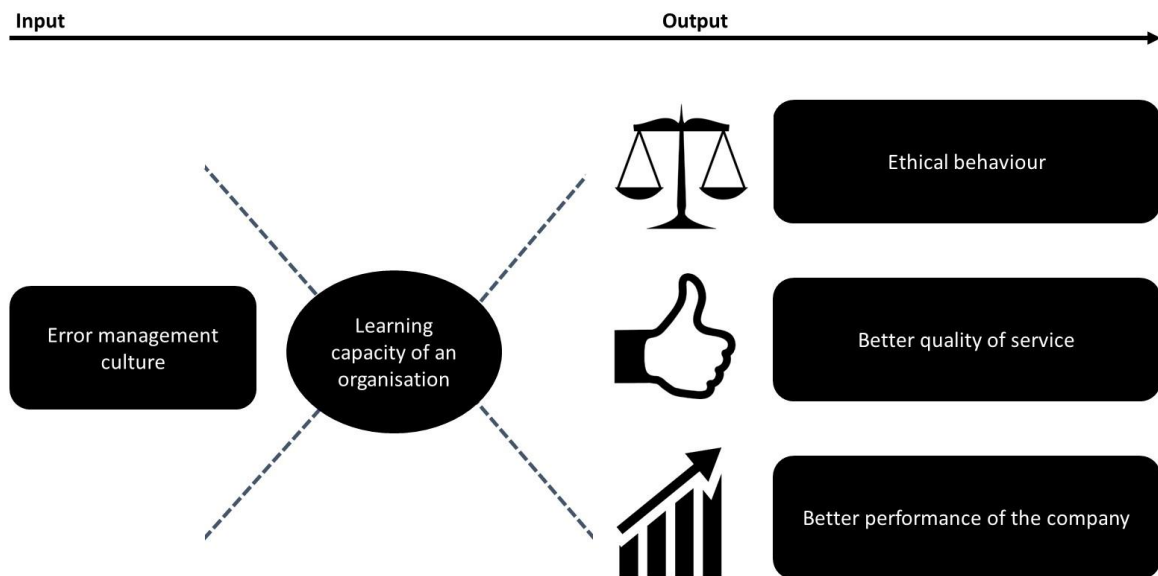 Input
Output
Ethical behaviour
Error management
culture
Learning
capacity of an
organisation
Better quality of service
Better performance of the company